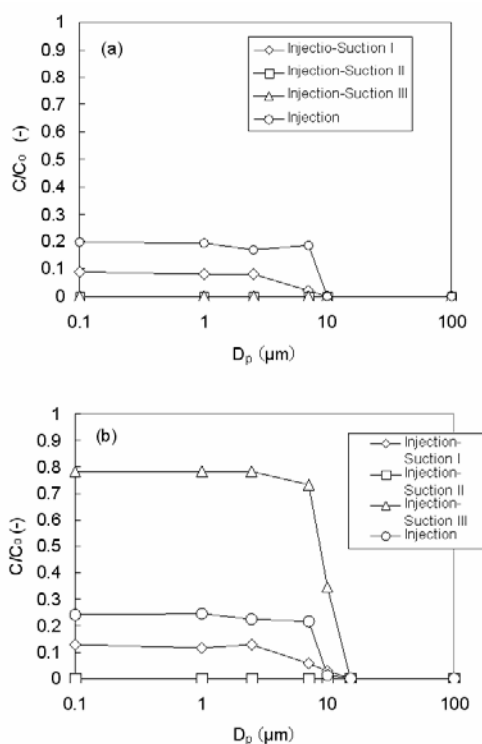 (a)
Injectio-Suction I
Injection-Suction II
Injection-Suction III
Injection
C/C₀ (-)
1
0.9
0.8
0.7
0.6
0.5
0.4
0.3
0.2
0.1
0
0.1 1 10 100
Dₚ (μm)
(b)
Injection-
Suction I
Injection-
Suction II
Injection-
Suction III
Injection
C/C₀ (-)
1
0.9
0.8
0.7
0.6
0.5
0.4
0.3
0.2
0.1
0
0.1 1 10 100
Dₚ (μm)